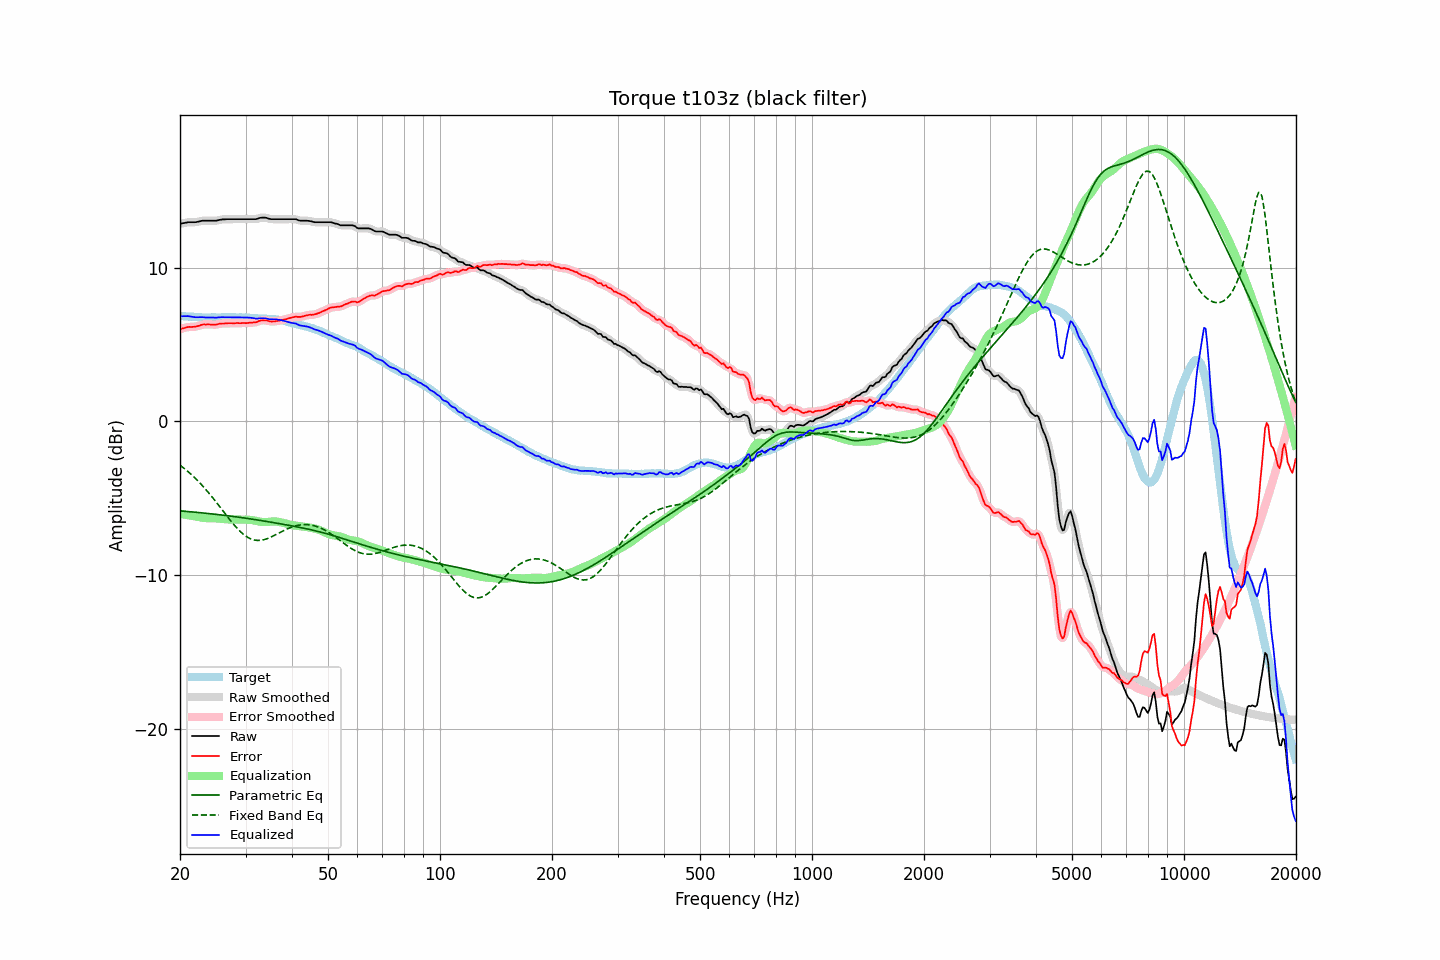 Torque t103z (black filter)
Amplitude (dBr)
10
0
−10
−20
Target
Raw Smoothed
Error Smoothed
Raw
Error
Equalization
Parametric Eq
Fixed Band Eq
Equalized
20 50 100 200 500 1000 2000 5000 10000 20000
Frequency (Hz)